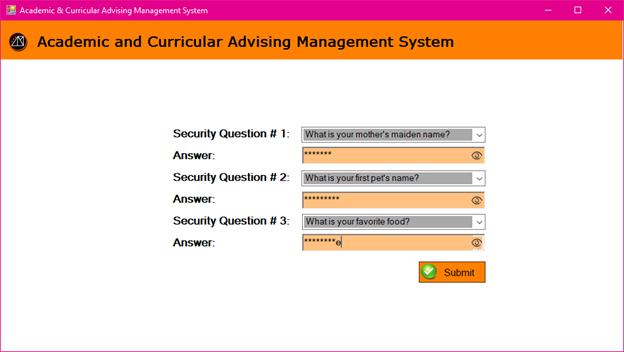 Academic & Curricular Advising Management System
Academic and Curricular Advising Management System
Security Question # 1: What is your mother's maiden name?
Answer: *******
Security Question # 2: What is your first pet's name?
Answer: *********
Security Question # 3: What is your favorite food?
Answer: ********e
Submit